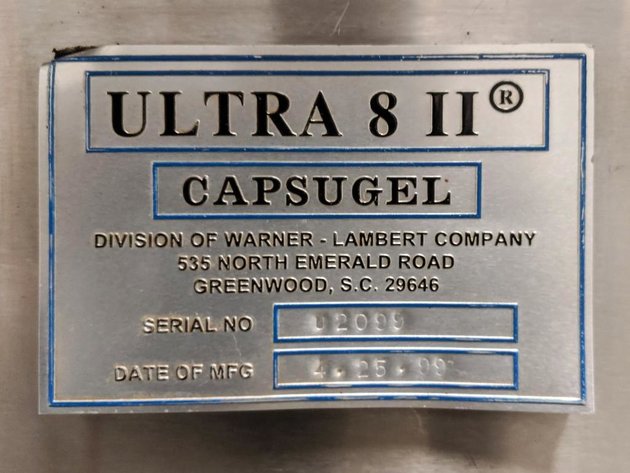 ULTRA 8 II®
CAPSUGEL
DIVISION OF WARNER - LAMBERT COMPANY
535 NORTH EMERALD ROAD
GREENWOOD, S.C. 29646
SERIAL NO U2099
DATE OF MFG 4.25.99